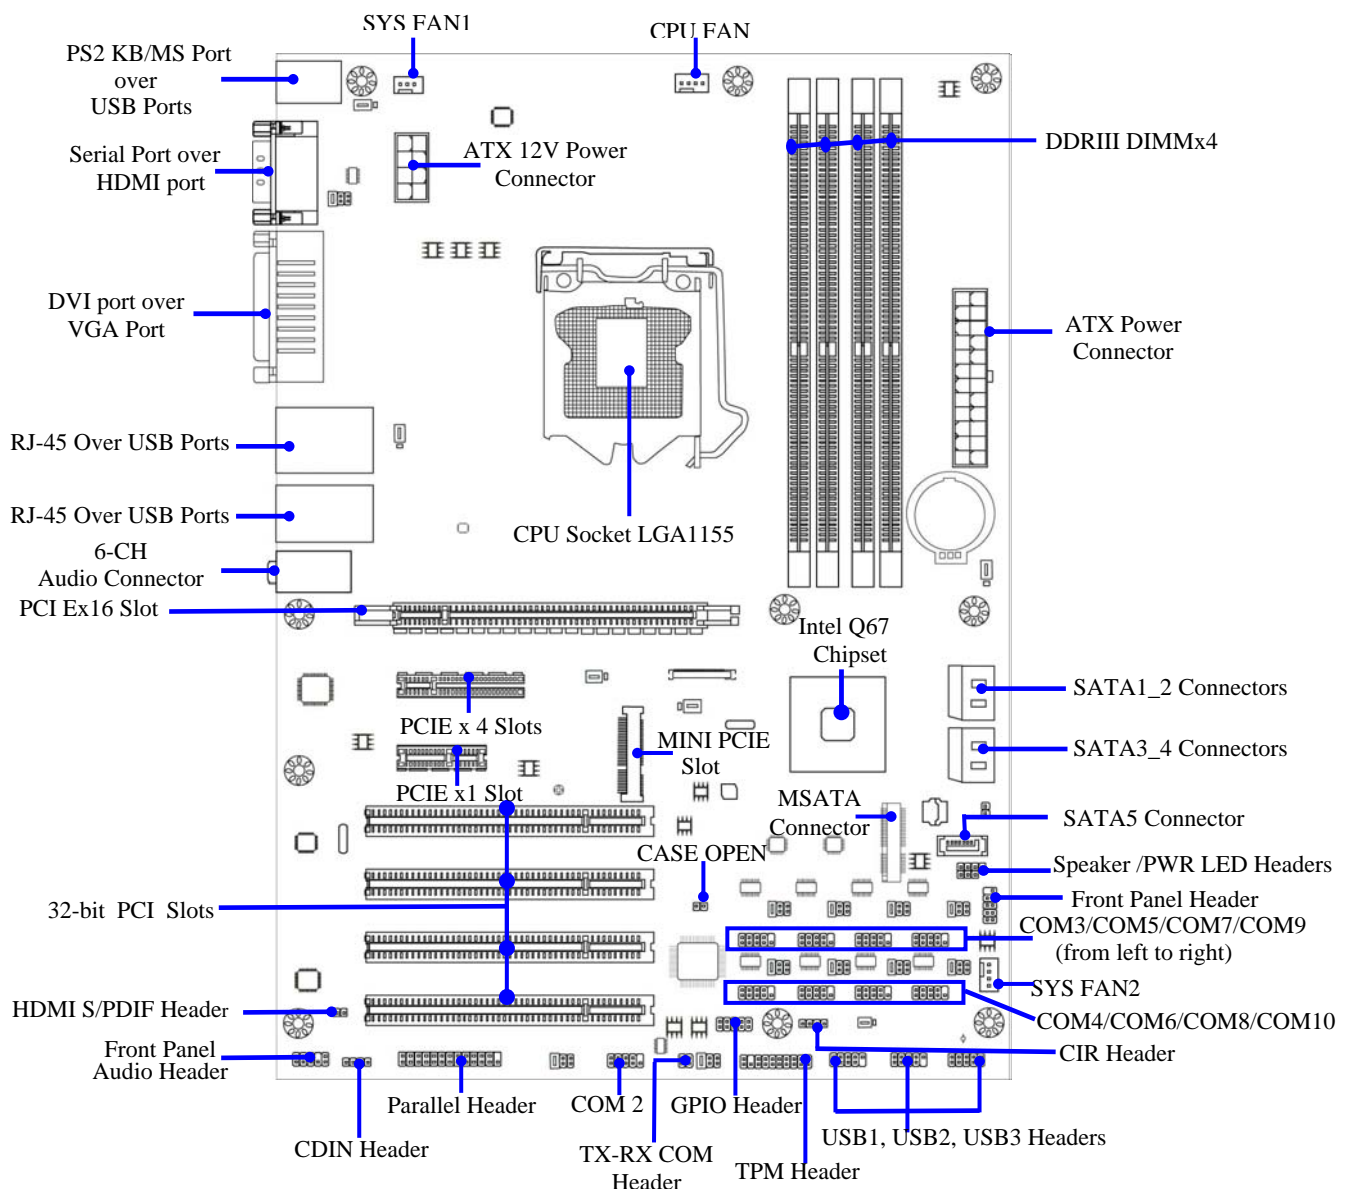 SYS FAN1
CPU FAN
PS2 KB/MS Port
over
USB Ports
Serial Port over
HDMI port
ATX 12V Power
Connector
DDRIII DIMMx4
DVI port over
VGA Port
ATX Power
Connector
RJ-45 Over USB Ports
RJ-45 Over USB Ports
CPU Socket LGA1155
6-CH
Audio Connector
PCI Ex16 Slot
Intel Q67
Chipset
SATA1_2 Connectors
PCIE x 4 Slots
MINI PCIE
Slot
SATA3_4 Connectors
PCIE x1 Slot
MSATA
Connector
SATA5 Connector
CASE OPEN
Speaker /PWR LED Headers
Front Panel Header
32-bit PCI Slots
COM3/COM5/COM7/COM9
(from left to right)
SYS FAN2
HDMI S/PDIF Header
COM4/COM6/COM8/COM10
Front Panel
Audio Header
CIR Header
Parallel Header
COM 2
GPIO Header
USB1, USB2, USB3 Headers
CDIN Header
TX-RX COM
Header
TPM Header